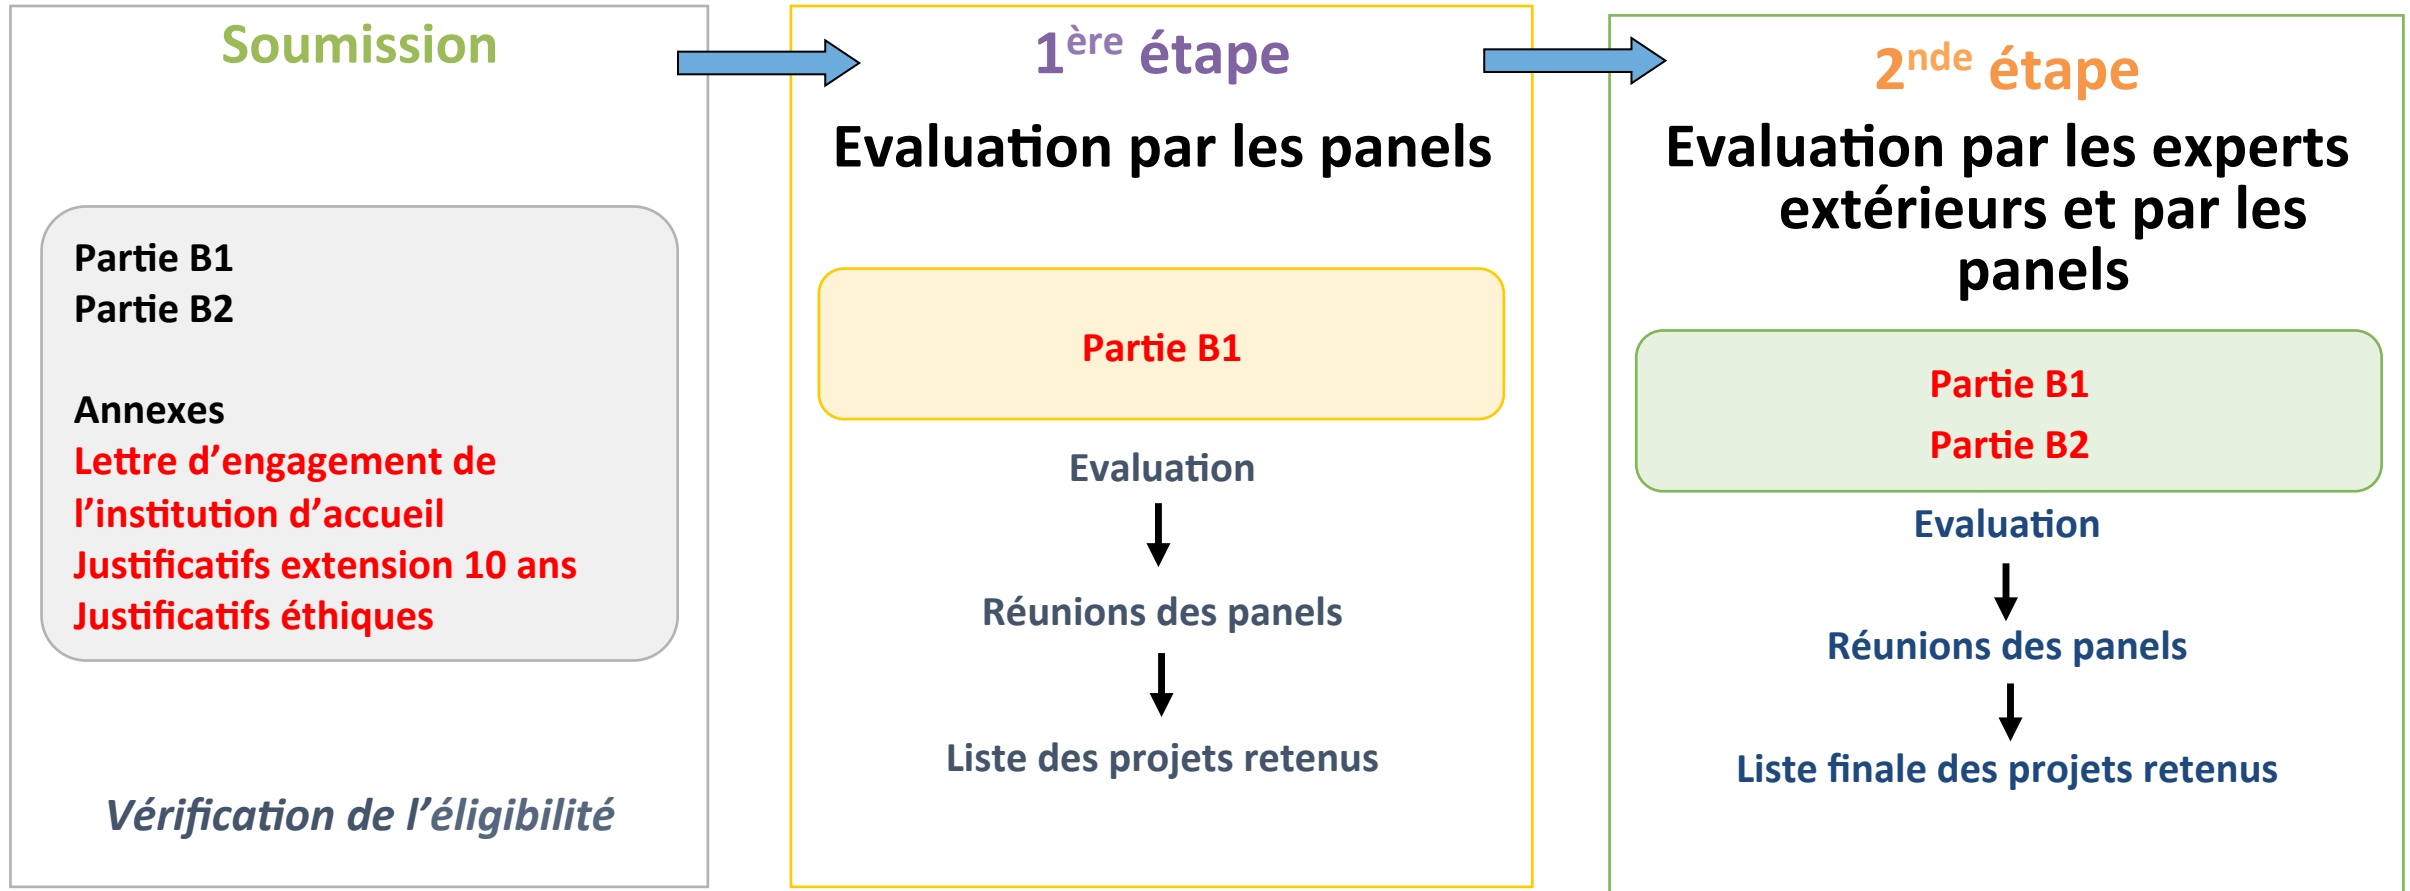 Soumission
Partie B1
Partie B2
Annexes
Lettre d’engagement de
l’institution d’accueil
Justificatifs extension 10 ans
Justificatifs éthiques
Vérification de l’éligibilité
1ère étape
Evaluation par les panels
Partie B1
Evaluation
Réunions des panels
Liste des projets retenus
2nde étape
Evaluation par les experts
extérieurs et par les
panels
Partie B1
Partie B2
Evaluation
Réunions des panels
Liste finale des projets retenus